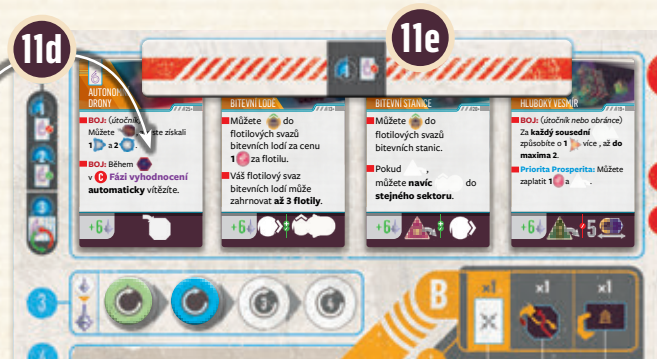 11d
11e
AUTONOMNÍ
DRONY
BOJ: (útočník)
Můžete
ste získali
1 a 2
BOJ: Během
v C Fázi vyhodnocení
automaticky vítězíte.
+6
BITEVNÍ LODĚ
Můžete do
flotilových svazů
bitevních lodí za cenu
1 za flotilu.
Váš flotilový svaz
bitevních lodí může
zahrnovat až 3 flotily.
+6
BITEVNÍ STANICE
Můžete do
flotilových svazů
bitevních stanic.
Pokud ,
můžete navíc do
stejného sektoru.
+6
HLUBOKÝ VESMÍR
BOJ: (útočník nebo obránce)
Za každý sousední
způsobíte o 1 více, až do
maxima 2.
Priorita Prosperita: Můžete
zaplatit 1 a .
+6 5
3
3
4
B
x1
x1
x1
4